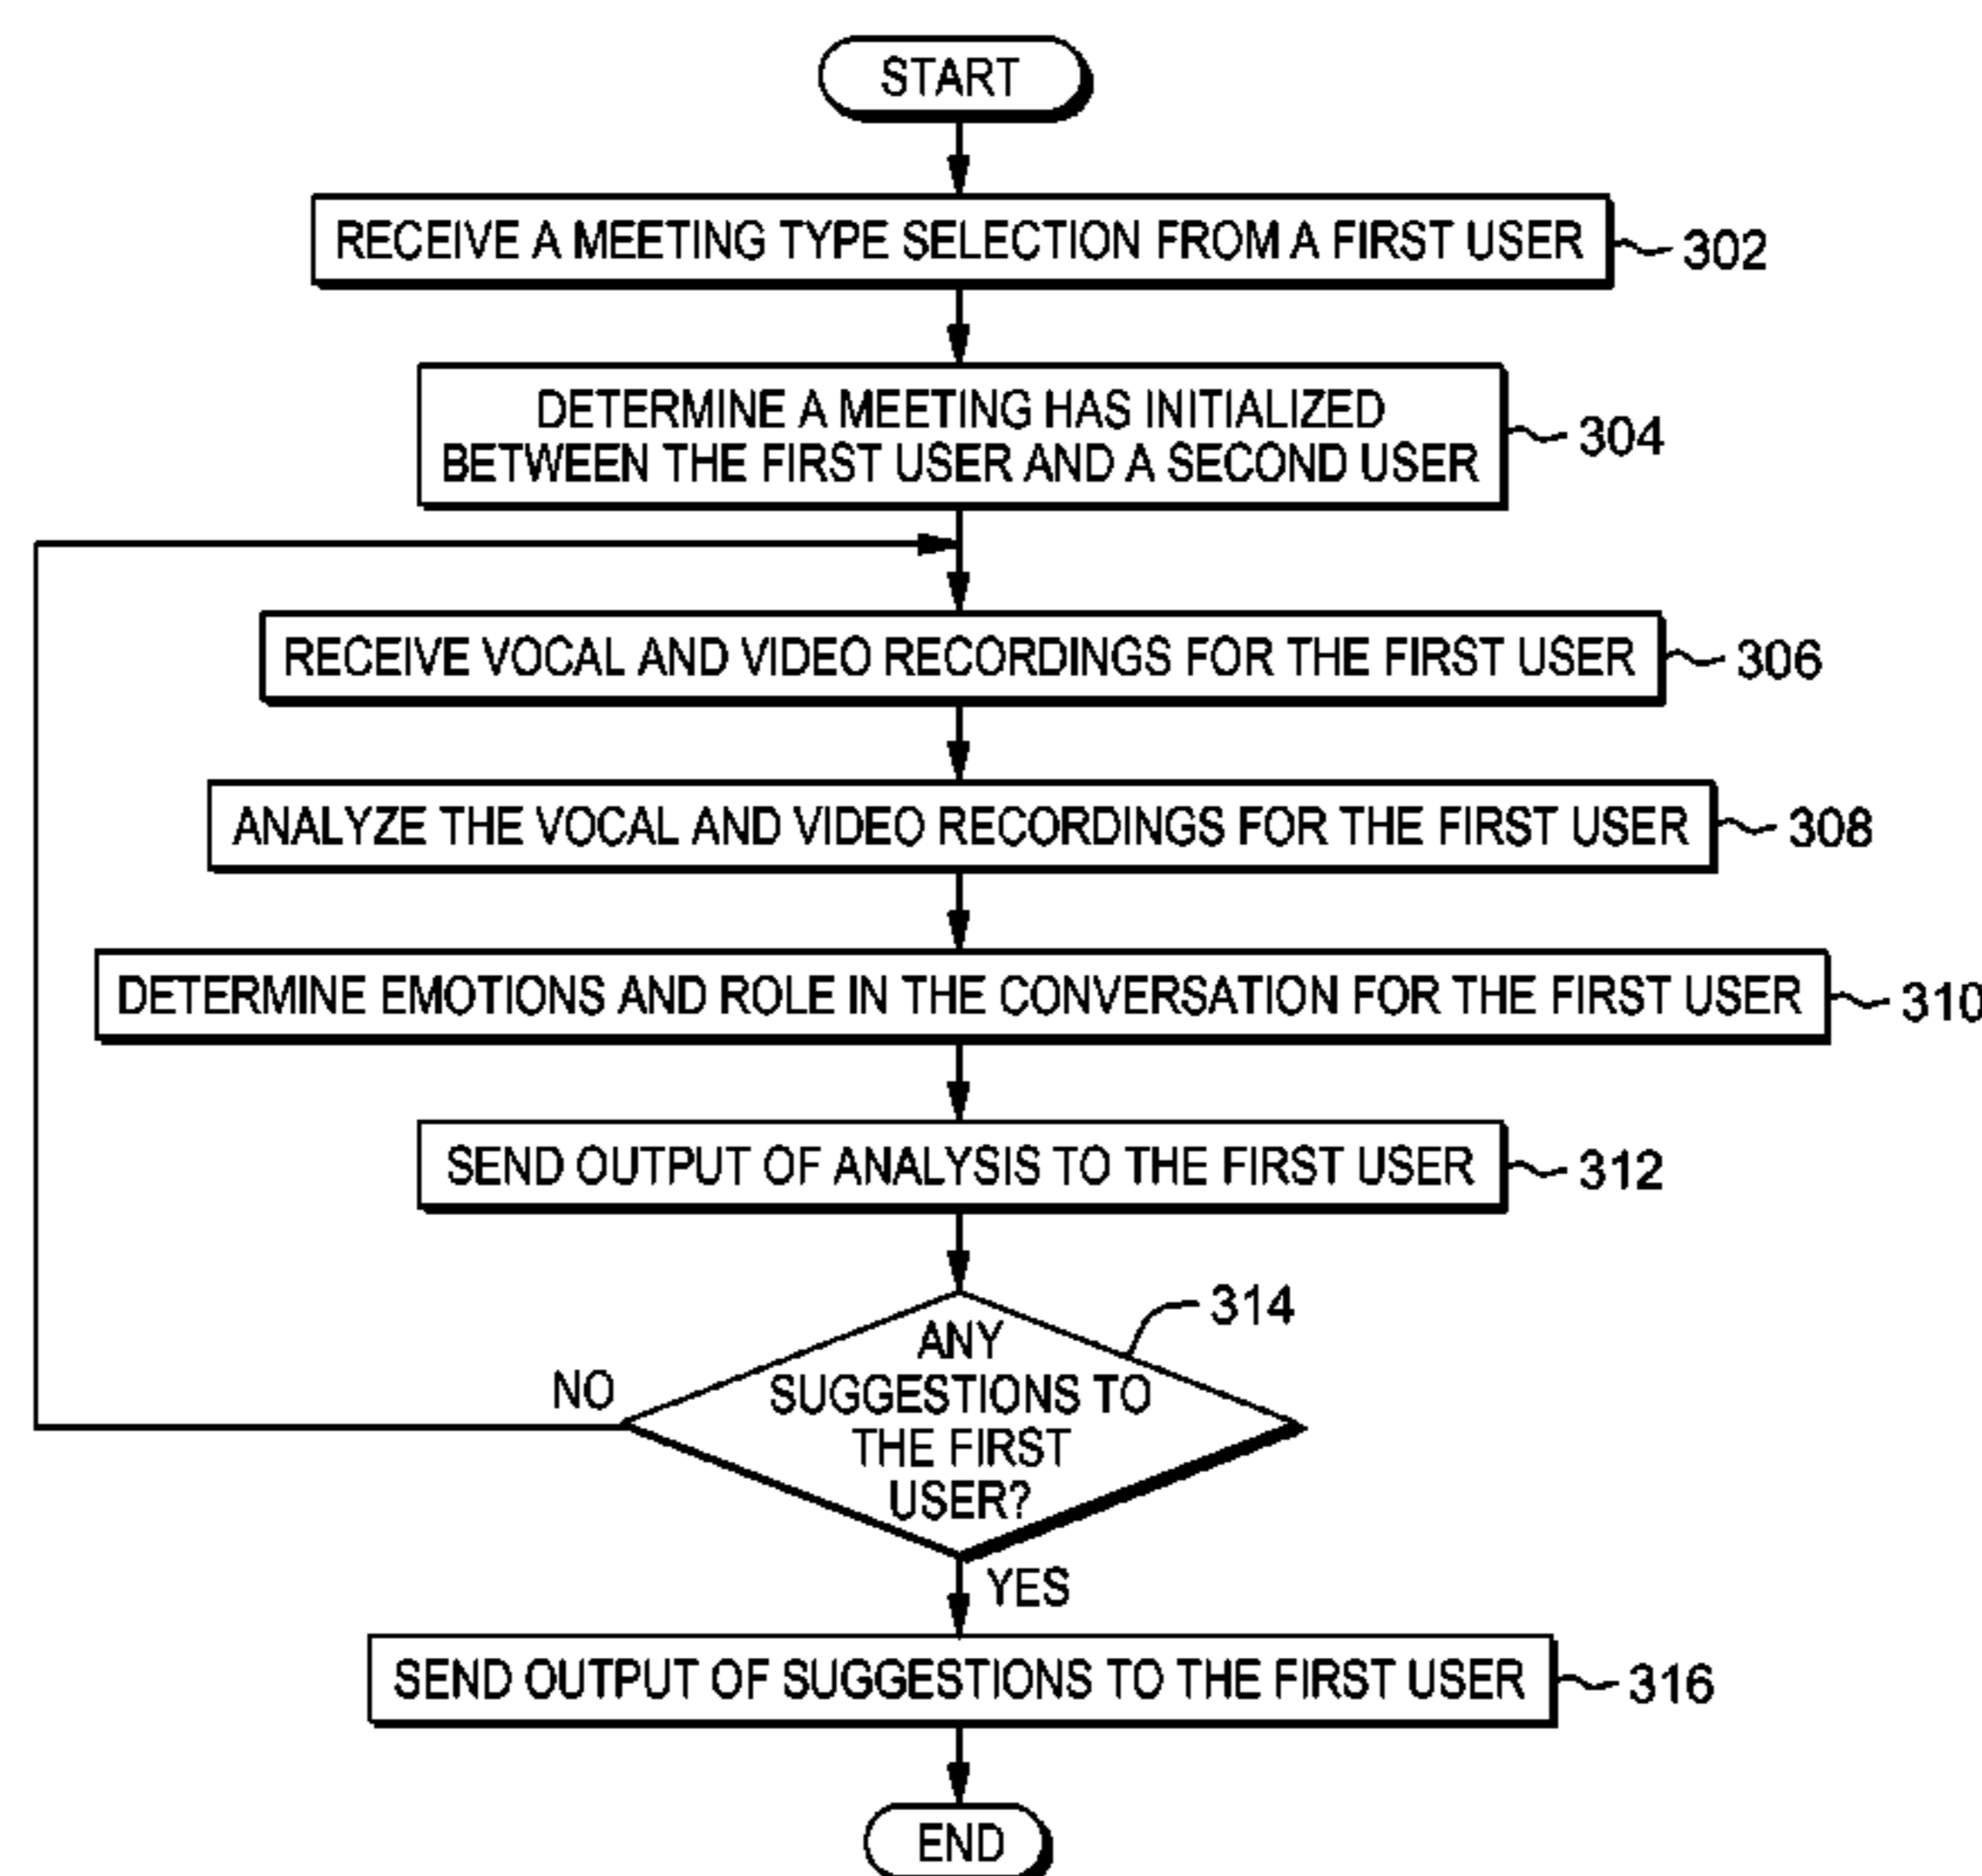 START
RECEIVE A MEETING TYPE SELECTION FROM A FIRST USER
302
DETERMINE A MEETING HAS INITIALIZED
BETWEEN THE FIRST USER AND A SECOND USER
304
RECEIVE VOCAL AND VIDEO RECORDINGS FOR THE FIRST USER
306
ANALYZE THE VOCAL AND VIDEO RECORDINGS FOR THE FIRST USER
308
DETERMINE EMOTIONS AND ROLE IN THE CONVERSATION FOR THE FIRST USER
310
SEND OUTPUT OF ANALYSIS TO THE FIRST USER
312
314
ANY
SUGGESTIONS TO
THE FIRST
USER?
NO
YES
SEND OUTPUT OF SUGGESTIONS TO THE FIRST USER
316
END